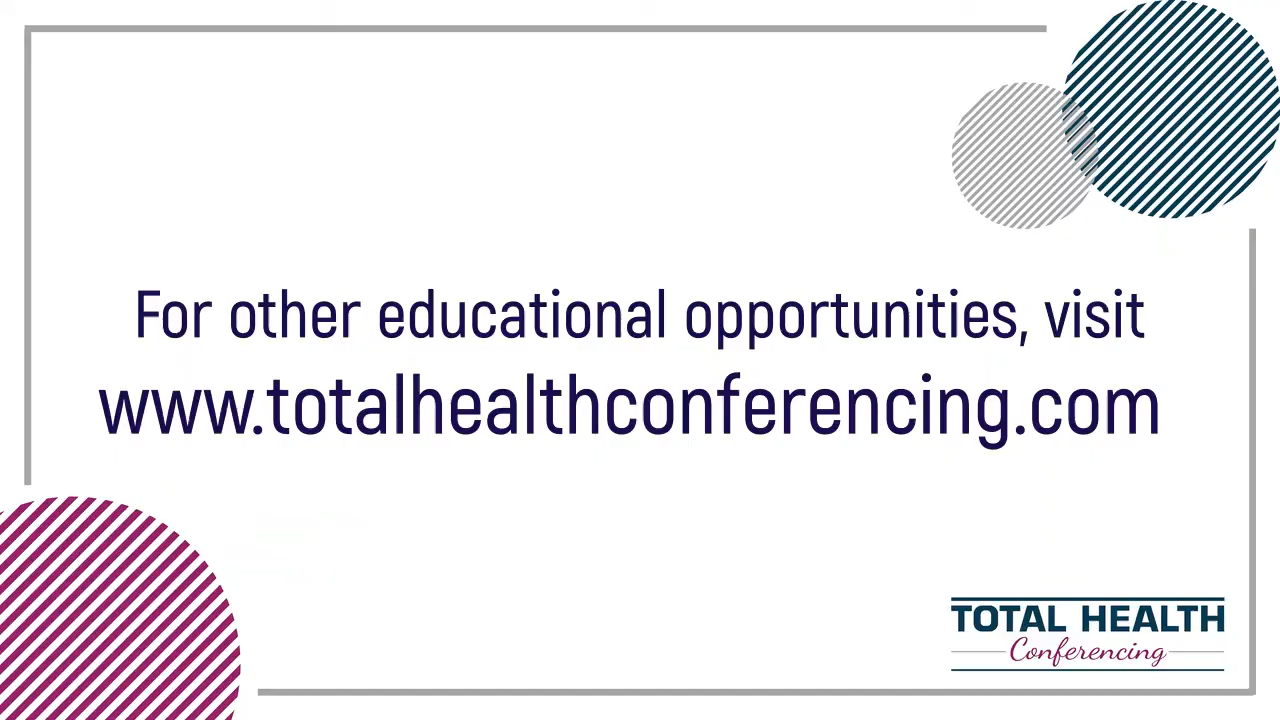 For other educational opportunities, visit
www.totalhealthconferencing.com
TOTAL HEALTH
Conferencing